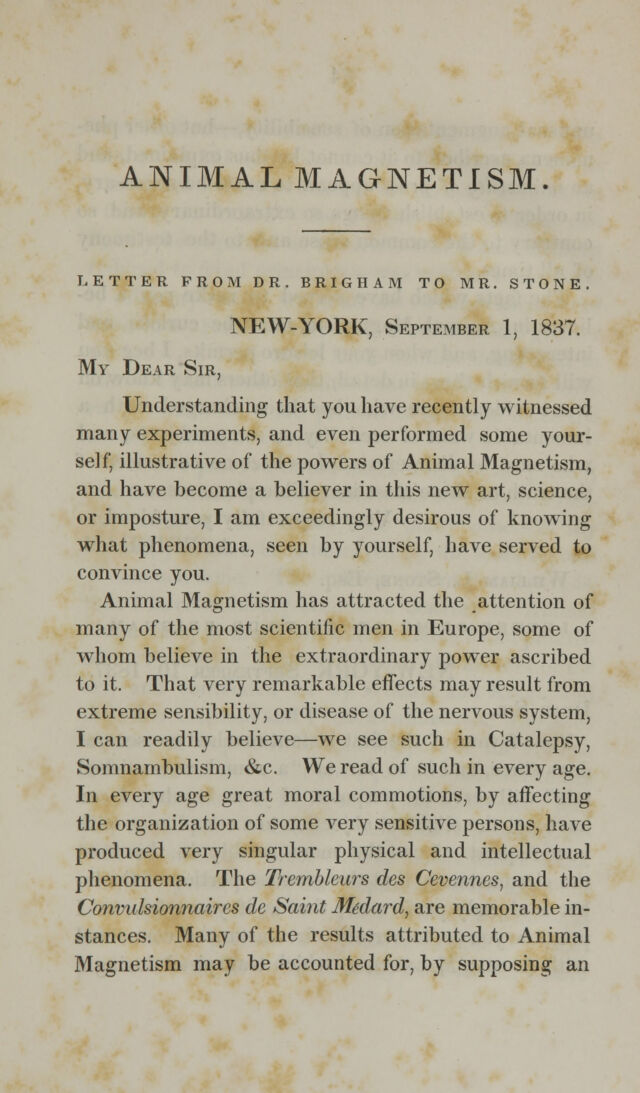 ANIMAL MAGNETISM.
LETTER FROM DR. BRIGHAM TO MR. STONE.
NEW-YORK, September 1, 1837.
My Dear Sir,
Understanding that you have recently witnessed
many experiments, and even performed some your-
self, illustrative of the powers of Animal Magnetism,
and have become a believer in this new art, science,
or imposture, I am exceedingly desirous of knowing
what phenomena, seen by yourself, have served to
convince you.
Animal Magnetism has attracted the attention of
many of the most scientific men in Europe, some of
whom believe in the extraordinary power ascribed
to it. That very remarkable effects may result from
extreme sensibility, or disease of the nervous system,
I can readily believe—we see such in Catalepsy,
Somnambulism, &c. We read of such in every age.
In every age great moral commotions, by affecting
the organization of some very sensitive persons, have
produced very singular physical and intellectual
phenomena. The Trembleurs des Cevennes, and the
Convulsionnaires de Saint Médard, are memorable in-
stances. Many of the results attributed to Animal
Magnetism may be accounted for, by supposing an